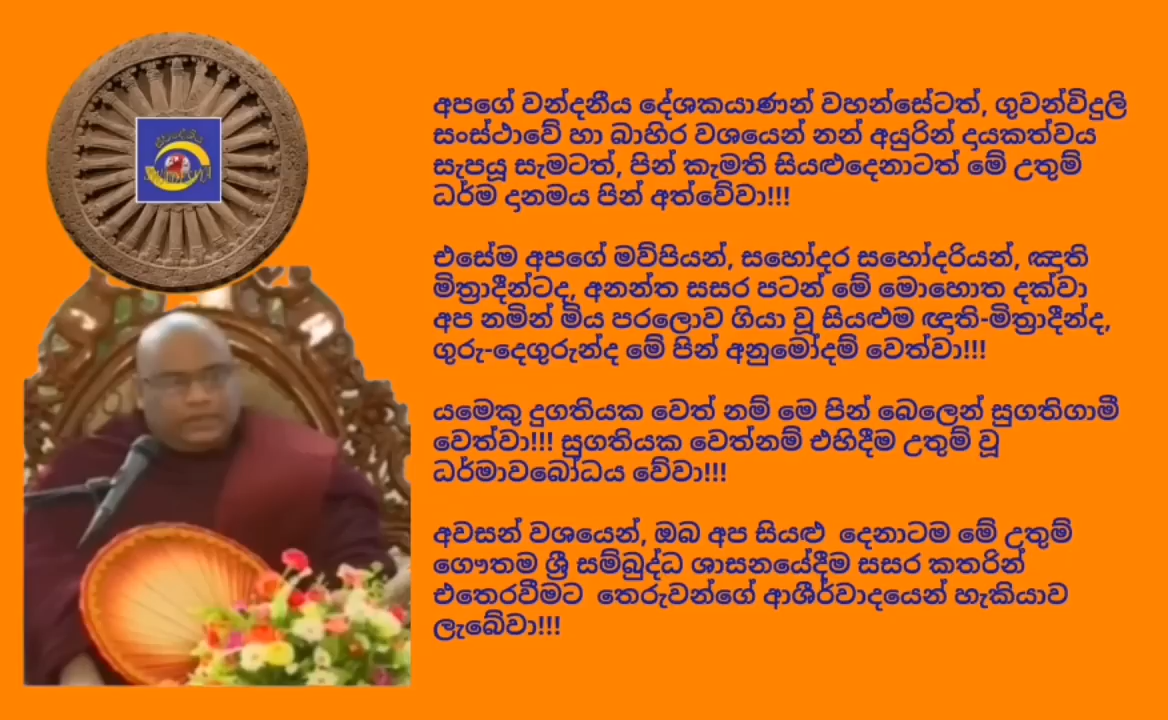 අපගේ වන්දනීය දේශකයාණන් වහන්සේටත්, ගුවන්විදුලි
සංස්ථාවේ හා බාහිර වශයෙන් නන් අයුරින් දායකත්වය
සැපයූ සැමටත්, පින් කැමති සියළුදෙනාටත් මේ උතුම්
ධර්ම දානමය පින් අත්වේවා!!!
එසේම අපගේ මව්පියන්, සහෝදර සහෝදරියන්, ඤාති
මිත්‍රාදීන්ටද, අනන්ත සසර පටන් මේ මොහොත දක්වා
අප නමින් මිය පරලොව ගියා වූ සියළුම ඥාති-මිත්‍රාදීන්ද,
ගුරු-දෙගුරුන්ද මේ පින් අනුමෝදම් වෙත්වා!!!
යමෙකු දුගතියක වෙත් නම් මෙ පින් බෙලෙන් සුගතිගාමී
වෙත්වා!!! සුගතියක වෙත්නම් එහිදීම උතුම් වූ
ධර්මාවබෝධය වේවා!!!
අවසන් වශයෙන්, ඔබ අප සියළු දෙනාටම මේ උතුම්
ගෞතම ශ්‍රී සම්බුද්ධ ශාසනයේදීම සසර කතරින්
එතෙරවීමට තෙරුවන්ගේ ආශීර්වාදයෙන් හැකියාව
ලැබේවා!!!